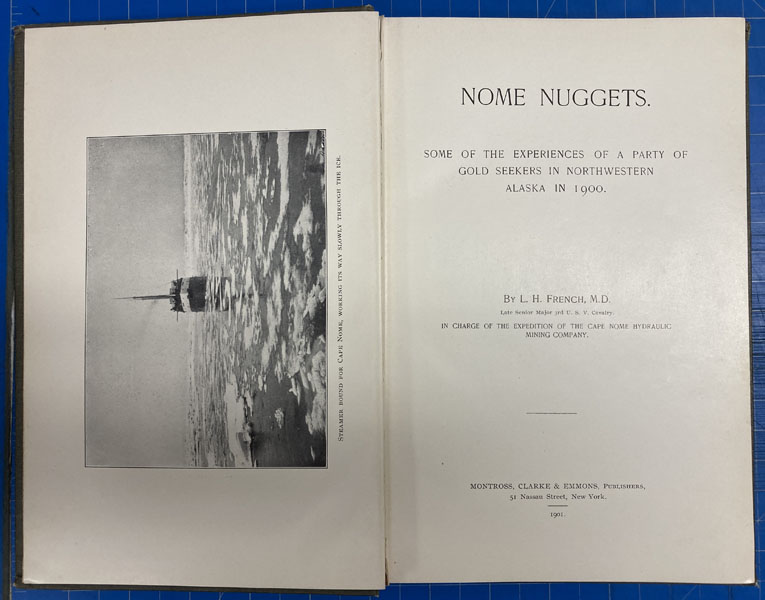 STEAMER BOUND FOR CAPE NOME, WORKING ITS WAY SLOWLY THROUGH THE ICE.
NOME NUGGETS.
SOME OF THE EXPERIENCES OF A PARTY OF
GOLD SEEKERS IN NORTHWESTERN
ALASKA IN 1900.
BY L. H. FRENCH, M.D.
Late Senior Major 3rd U. S. V. Cavalry.
IN CHARGE OF THE EXPEDITION OF THE CAPE NOME HYDRAULIC
MINING COMPANY.
MONTROSS, CLARKE & EMMONS, PUBLISHERS,
51 Nassau Street, New York.
1901.